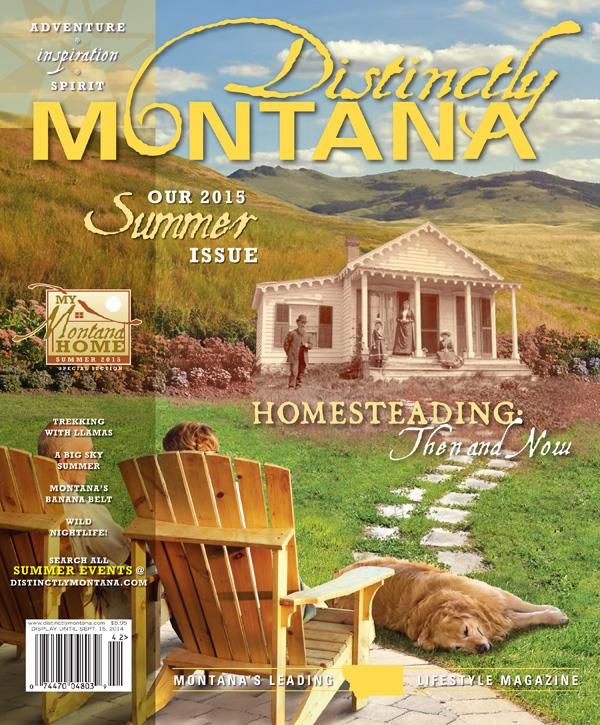 ADVENTURE
inspiration
SPIRIT
Distinctly
MONTANA
OUR 2015
Summer
ISSUE
MY
Montana
HOME
SUMMER 2015
SPECIAL SECTION
HOMESTEADING:
Then and Now
TREKKING
WITH LLAMAS
A BIG SKY
SUMMER
MONTANA'S
BANANA BELT
WILD
NIGHTLIFE!
SEARCH ALL
SUMMER EVENTS @
DISTINCTLYMONTANA.COM
www.distinctlymontana.com $5.95
DISPLAY UNTIL SEPT. 15, 2014
42>
0 74470 04803 9
MONTANA'S LEADING LIFESTYLE MAGAZINE